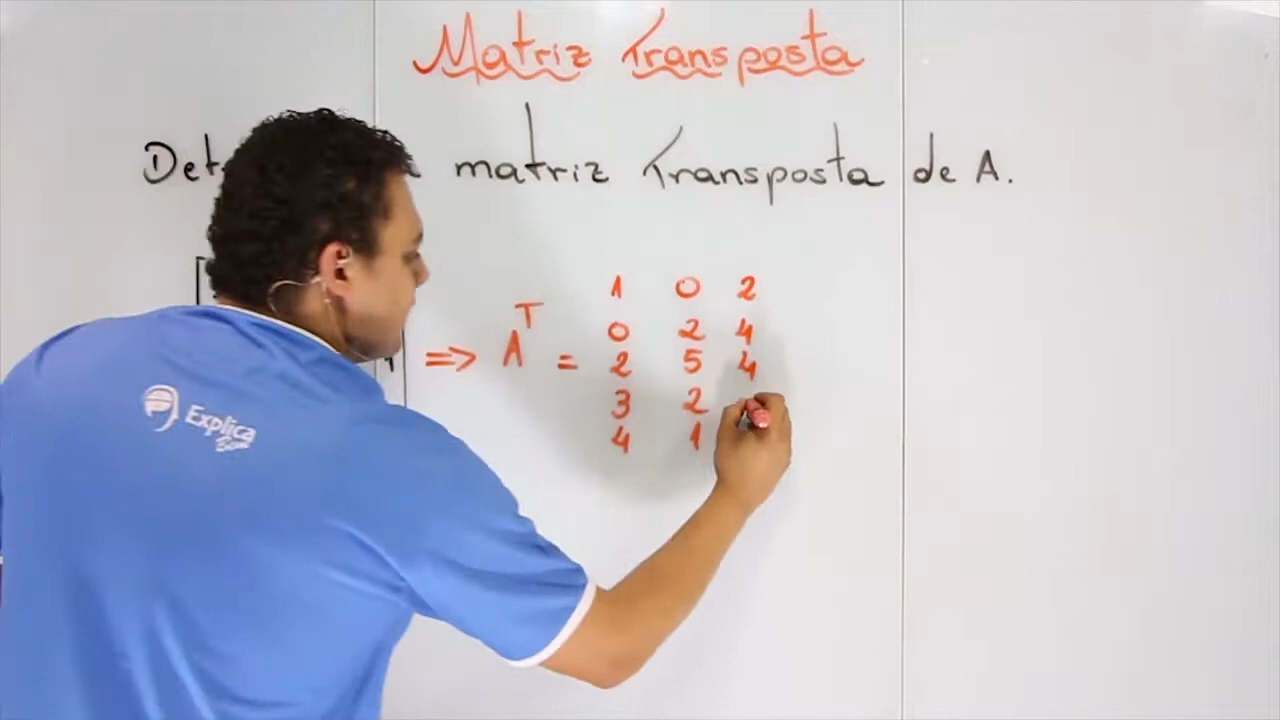 Matriz Transposta
matriz Transposta de A.
1 0 2
T
0 2 4
=> A = 2 5 4
3 2
4 1
Explica
Bem